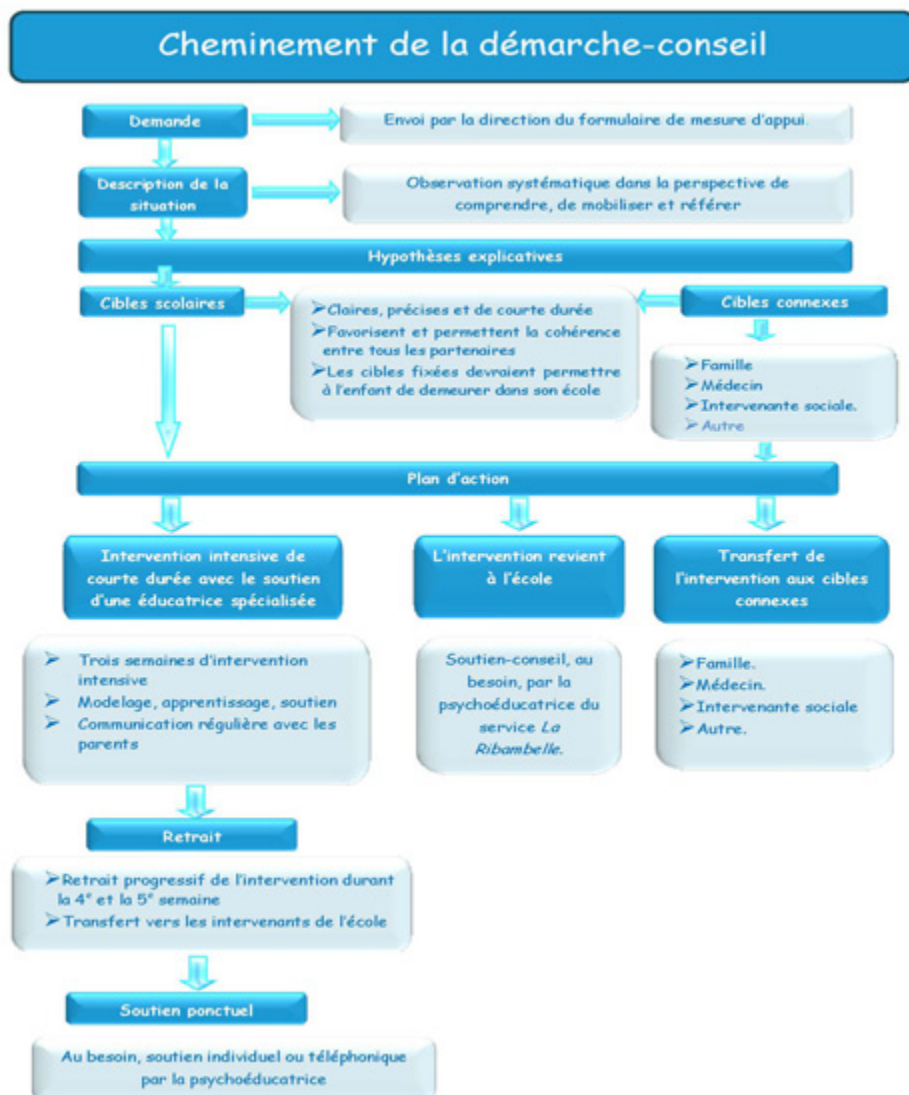 Cheminement de la démarche-conseil
Demande
Envoi par la direction du formulaire de mesure d'appui.
Description de la
situation
Observation systématique dans la perspective de
comprendre, de mobiliser et référer
Hypothèses explicatives
Cibles scolaires
➤Claires, précises et de courte durée
➤Favorisent et permettent la cohérence
entre tous les partenaires
➤Les cibles fixées devraient permettre
à l'enfant de demeurer dans son école
Cibles connexes
➤Famille
➤Médecin
➤Intervenante sociale.
➤Autre
Plan d'action
Intervention intensive de
courte durée avec le soutien
d'une éducatrice spécialisée
➤ Trois semaines d'intervention
intensive
➤ Modelage, apprentissage, soutien
➤ Communication régulière avec les
parents
L'intervention revient
à l'école
Soutien-conseil, au
besoin, par la
psychoéducatrice du
service La
Ribambelle.
Transfert de
l'intervention aux cibles
connexes
➤Famille.
➤Médecin.
➤Intervenante sociale
➤Autre.
Retrait
➤Retrait progressif de l'intervention durant
la 4e et la 5e semaine
➤Transfert vers les intervenants de l'école
Soutien ponctuel
Au besoin, soutien individuel ou téléphonique
par la psychoéducatrice